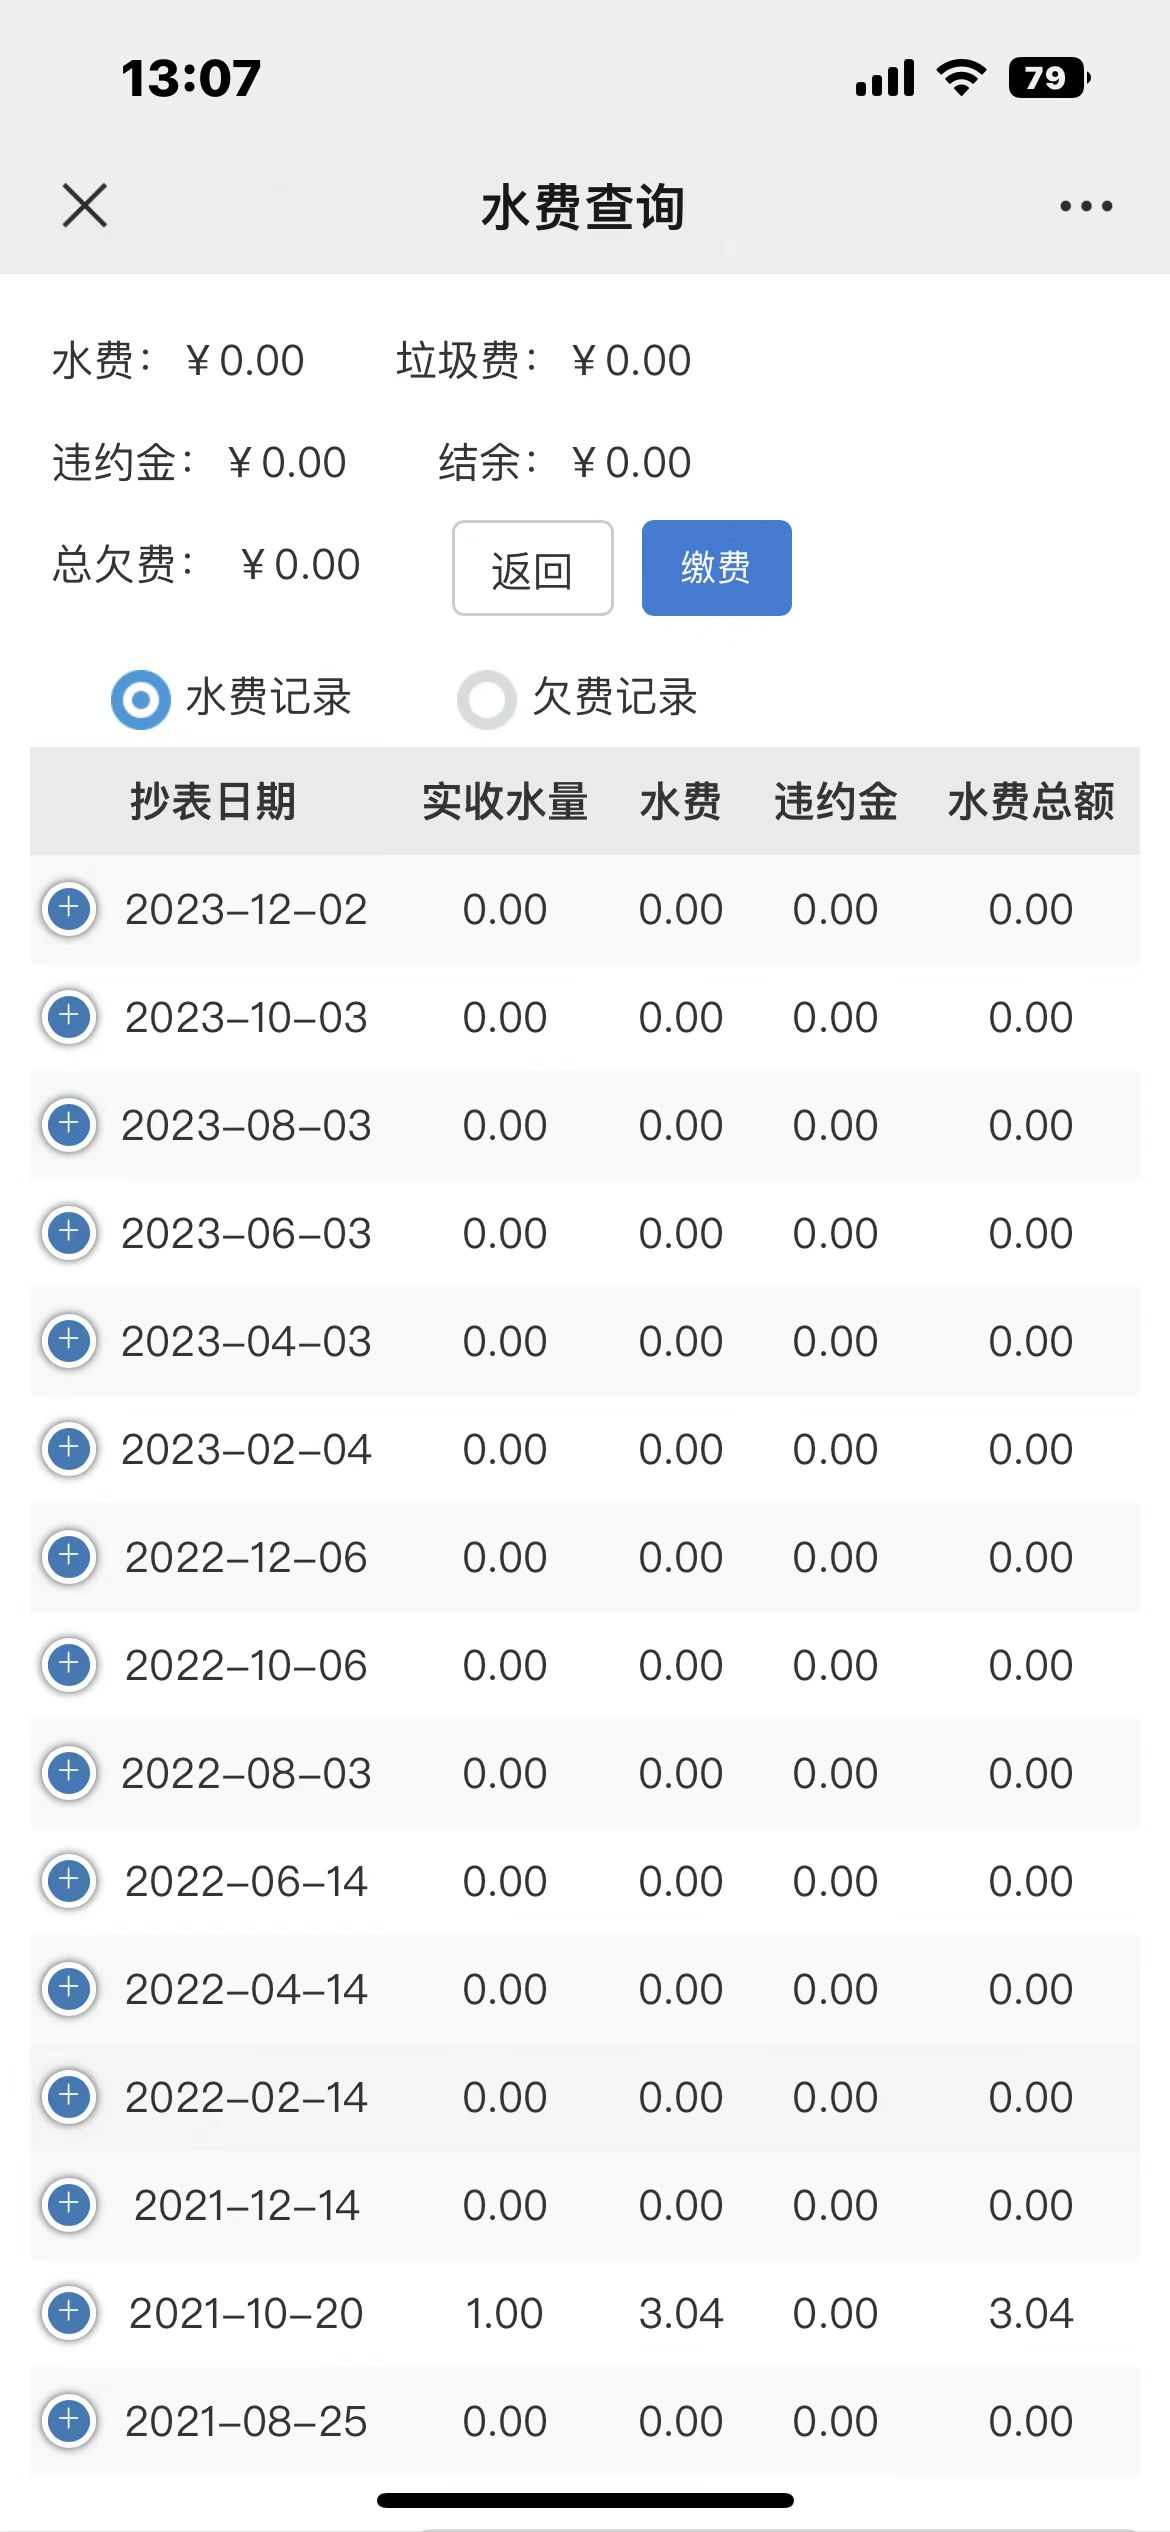 13:07 79
水费查询
水费： ￥0.00 垃圾费： ￥0.00
违约金： ￥0.00 结余： ￥0.00
总欠费： ￥0.00 返回 缴费
水费记录 欠费记录
抄表日期 实收水量 水费 违约金 水费总额
2023-12-02 0.00 0.00 0.00 0.00
2023-10-03 0.00 0.00 0.00 0.00
2023-08-03 0.00 0.00 0.00 0.00
2023-06-03 0.00 0.00 0.00 0.00
2023-04-03 0.00 0.00 0.00 0.00
2023-02-04 0.00 0.00 0.00 0.00
2022-12-06 0.00 0.00 0.00 0.00
2022-10-06 0.00 0.00 0.00 0.00
2022-08-03 0.00 0.00 0.00 0.00
2022-06-14 0.00 0.00 0.00 0.00
2022-04-14 0.00 0.00 0.00 0.00
2022-02-14 0.00 0.00 0.00 0.00
2021-12-14 0.00 0.00 0.00 0.00
2021-10-20 1.00 3.04 0.00 3.04
2021-08-25 0.00 0.00 0.00 0.00